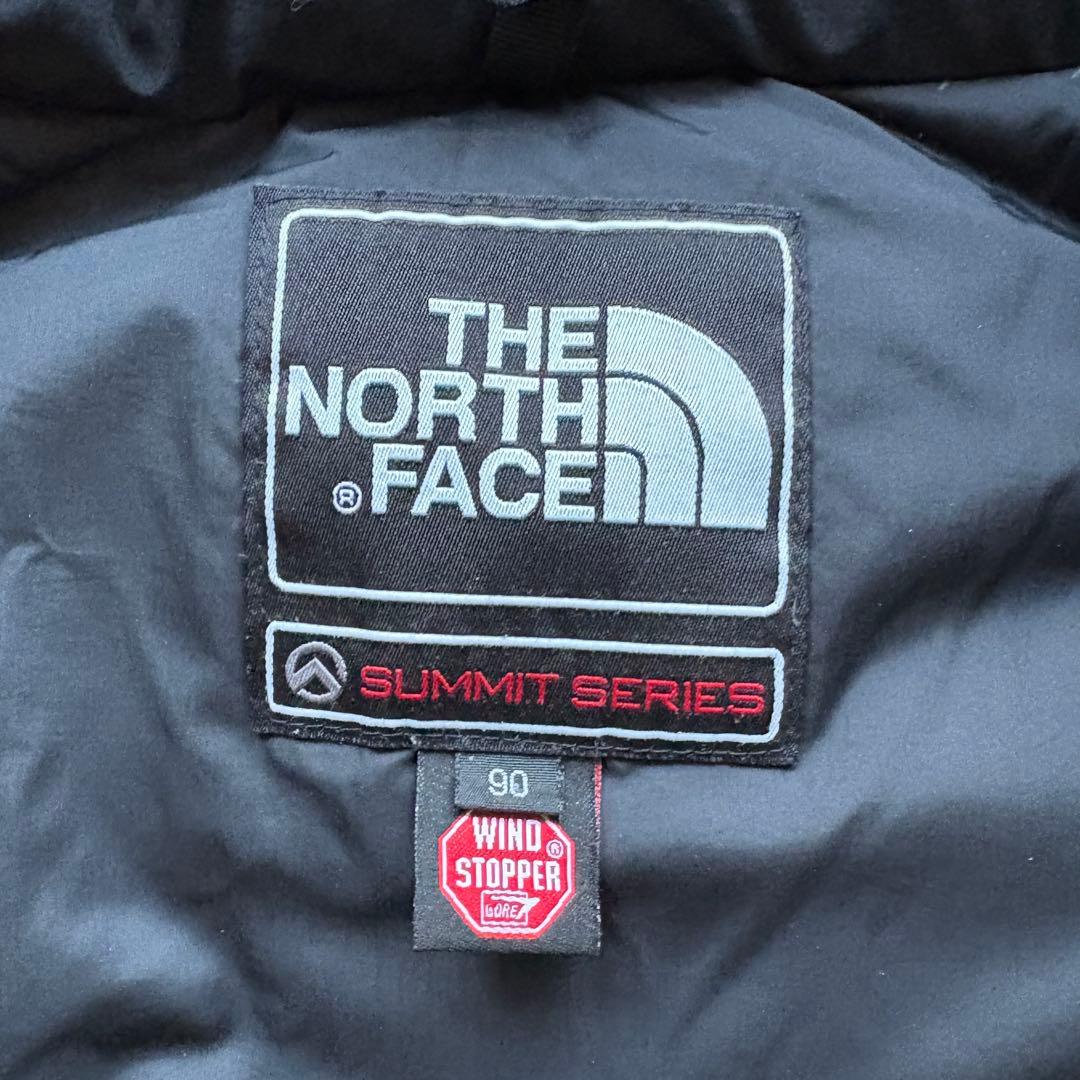 THE
NORTH
® FACE
SUMMIT SERIES
90
WIND ®
STOPPER
GORE